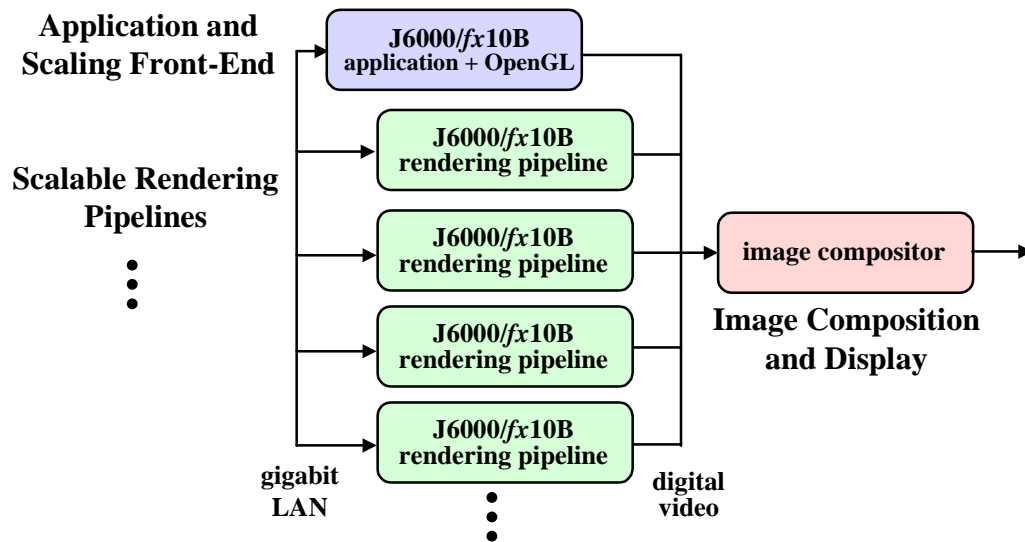 Application and
Scaling Front-End
J6000/fx10B
application + OpenGL
Scalable Rendering
Pipelines
J6000/fx10B
rendering pipeline
J6000/fx10B
rendering pipeline
J6000/fx10B
rendering pipeline
J6000/fx10B
rendering pipeline
image compositor
Image Composition
and Display
gigabit
LAN
digital
video